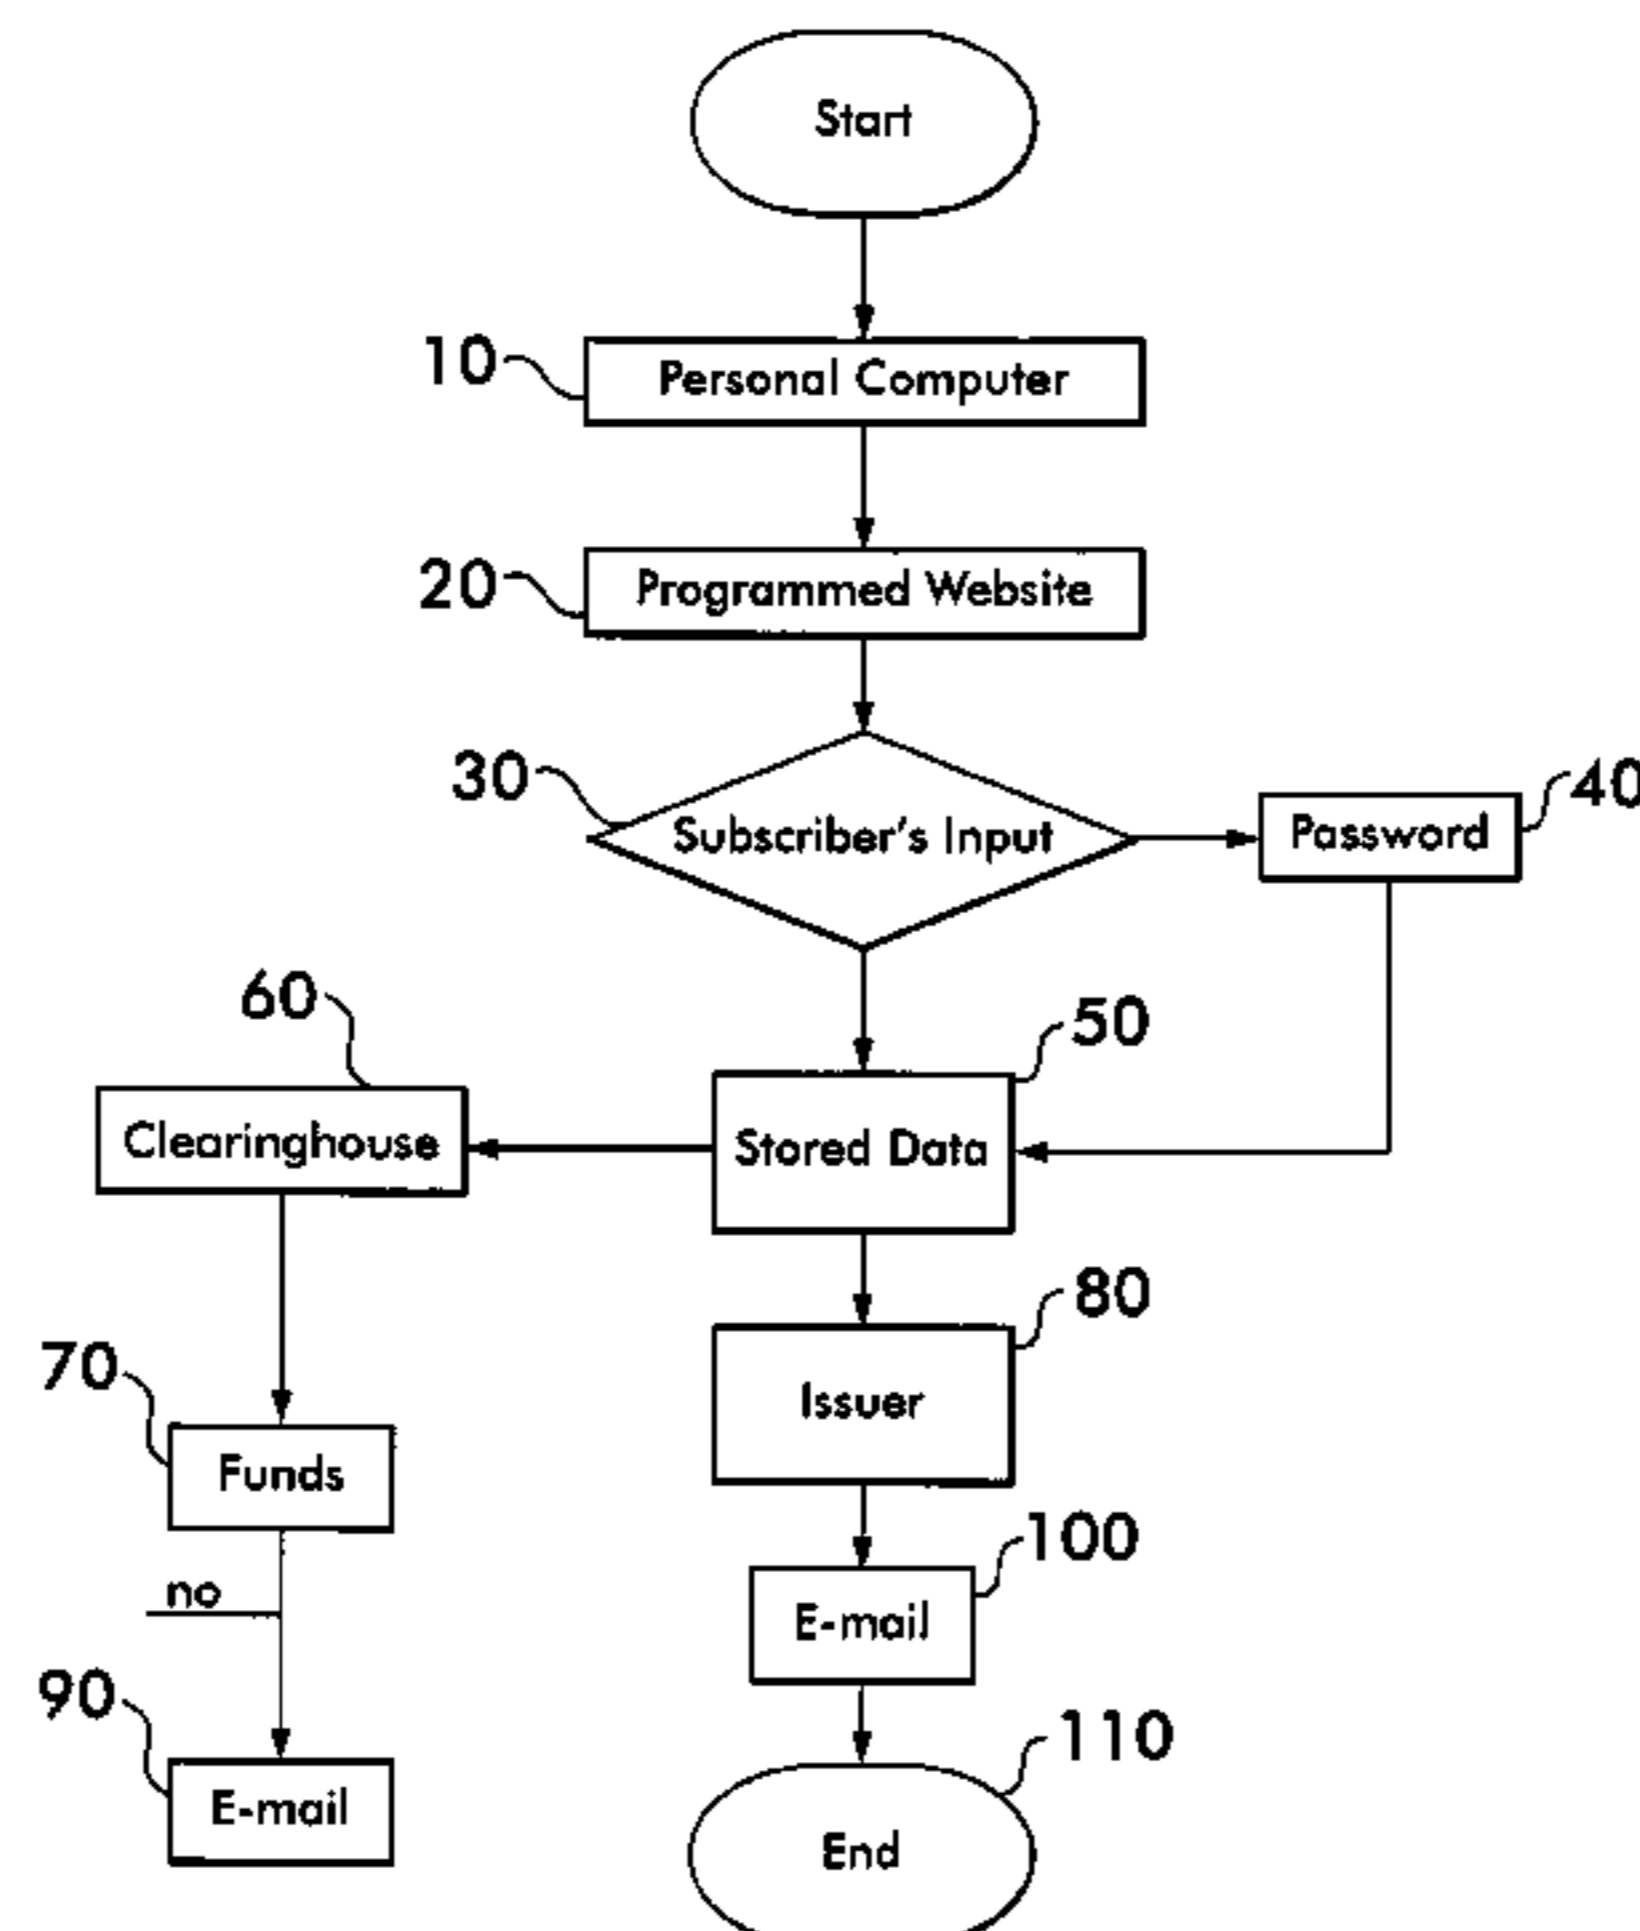 Start
10
Personal Computer
20
Programmed Website
30
Subscriber's Input
40
Password
60
50
Clearinghouse
Stored Data
80
70
Issuer
Funds
100
no
E-mail
90
110
E-mail
End